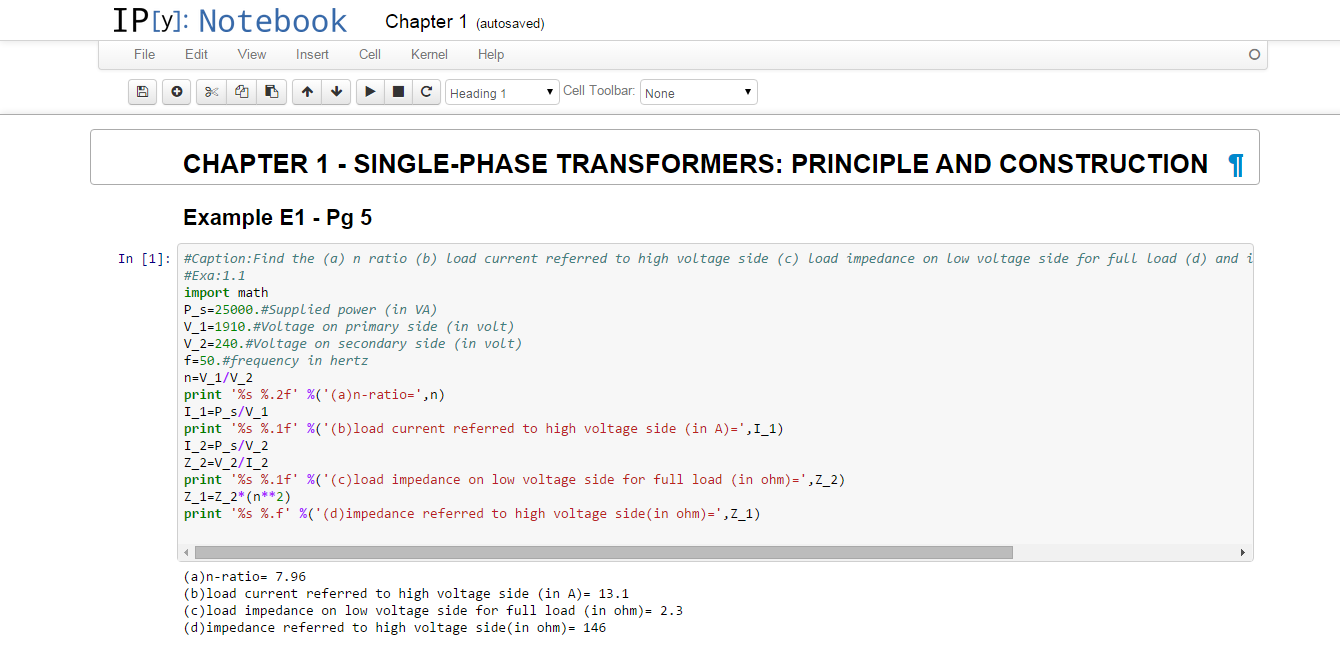 IP[y]: Notebook Chapter 1 (autosaved)
File Edit View Insert Cell Kernel Help
Heading 1 Cell Toolbar: None
CHAPTER 1 - SINGLE-PHASE TRANSFORMERS: PRINCIPLE AND CONSTRUCTION ¶
Example E1 - Pg 5
In [1]: #Caption:Find the (a) n ratio (b) load current referred to high voltage side (c) load impedance on low voltage side for full load (d) and i
#Exa:1.1
import math
P_s=25000.#Supplied power (in VA)
V_1=1910.#Voltage on primary side (in volt)
V_2=240.#Voltage on secondary side (in volt)
f=50.#frequency in hertz
n=V_1/V_2
print '%s %.2f' %('(a)n-ratio=',n)
I_1=P_s/V_1
print '%s %.1f' %('(b)load current referred to high voltage side (in A)=',I_1)
I_2=P_s/V_2
Z_2=V_2/I_2
print '%s %.1f' %('(c)load impedance on low voltage side for full load (in ohm)=',Z_2)
Z_1=Z_2*(n**2)
print '%s %.f' %('(d)impedance referred to high voltage side(in ohm)=',Z_1)
(a)n-ratio= 7.96
(b)load current referred to high voltage side (in A)= 13.1
(c)load impedance on low voltage side for full load (in ohm)= 2.3
(d)impedance referred to high voltage side(in ohm)= 146